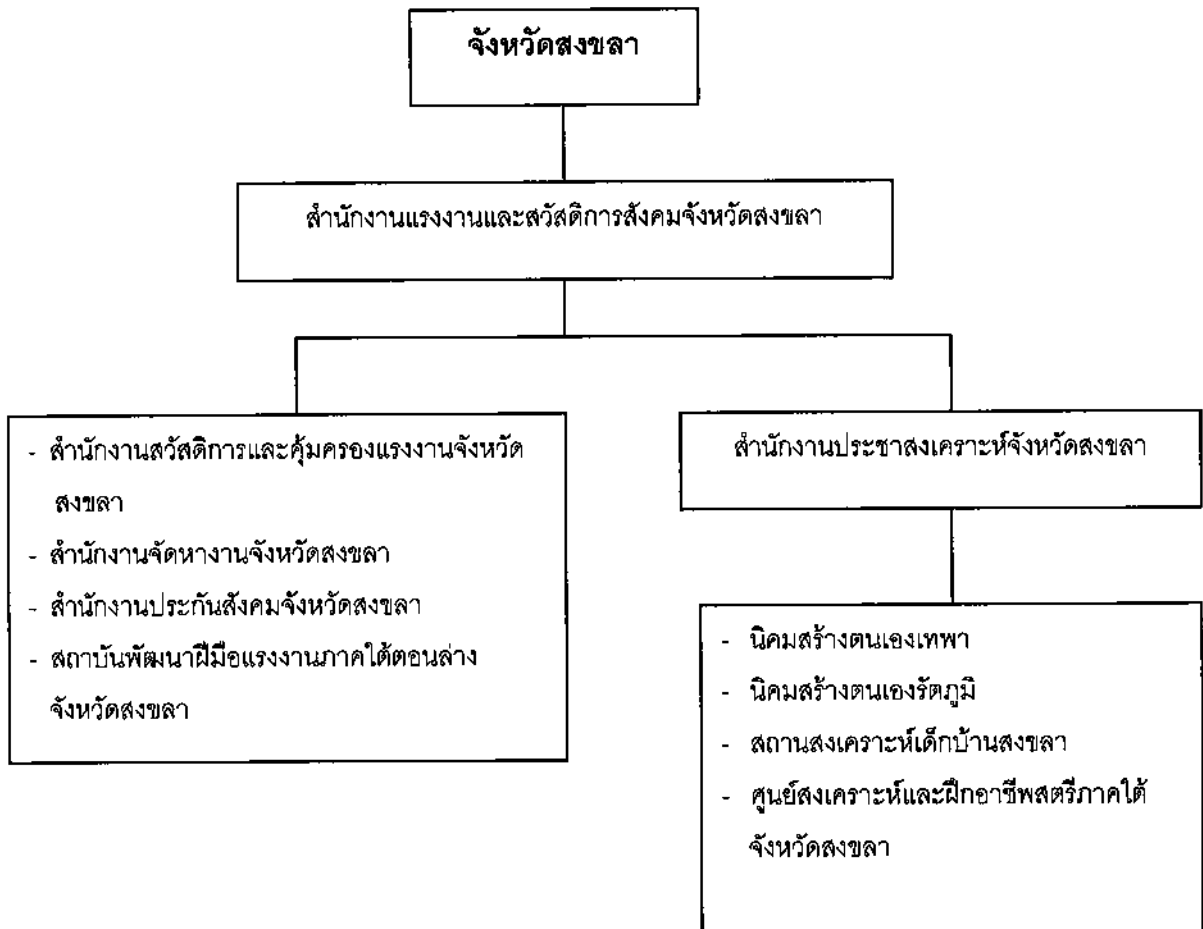 จังหวัดสงขลา
สำนักงานแรงงานและสวัสดิการสังคมจังหวัดสงขลา
- สำนักงานสวัสดิการและคุ้มครองแรงงานจังหวัด
สงขลา
- สำนักงานจัดหางานจังหวัดสงขลา
- สำนักงานประกันสังคมจังหวัดสงขลา
- สถาบันพัฒนาฝีมือแรงงานภาคใต้ตอนล่าง
จังหวัดสงขลา
สำนักงานประชาสงเคราะห์จังหวัดสงขลา
- นิคมสร้างตนเองเทพา
- นิคมสร้างตนเองรัตภูมิ
- สถานสงเคราะห์เด็กบ้านสงขลา
- ศูนย์สงเคราะห์และฝึกอาชีพสตรีภาคใต้
จังหวัดสงขลา